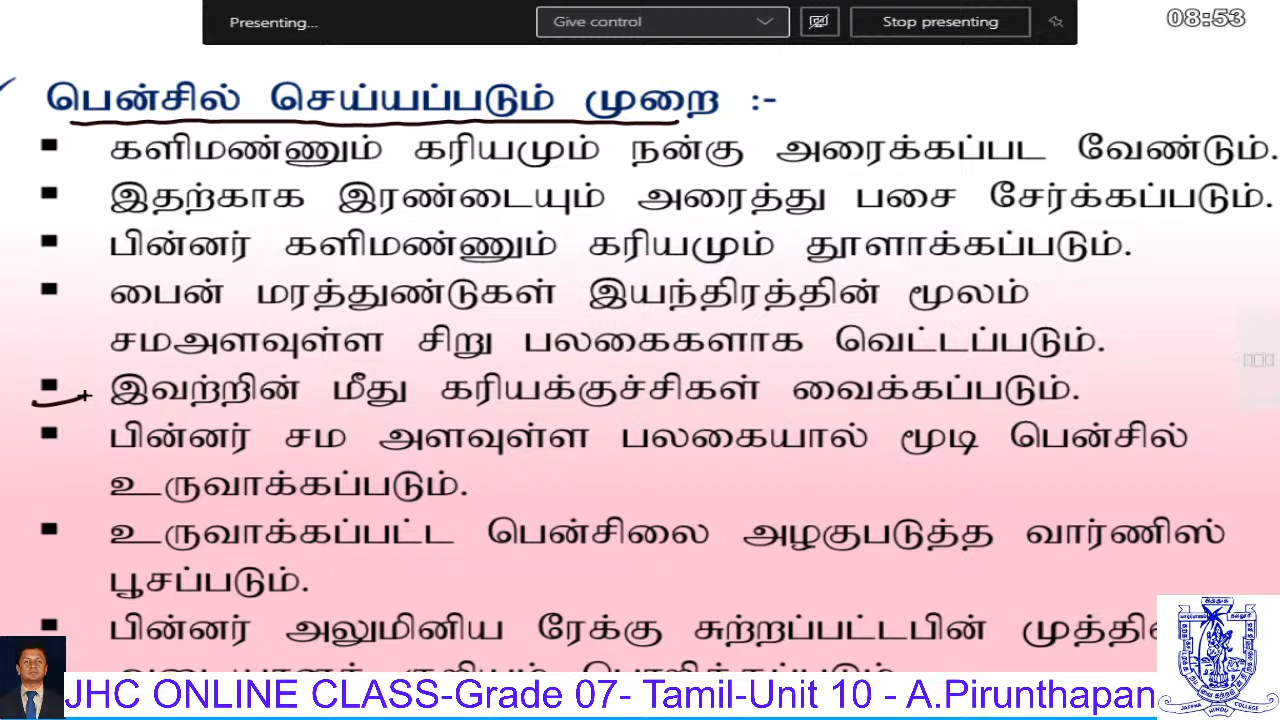 Presenting...
Give control
Stop presenting
08:53
பென்சில் செய்யப்படும் முறை :-
களிமண்ணும் கரியமும் நன்கு அரைக்கப்பட வேண்டும்.
இதற்காக இரண்டையும் அரைத்து பசை சேர்க்கப்படும்.
பின்னர் களிமண்ணும் கரியமும் தூளாக்கப்படும்.
பைன் மரத்துண்டுகள் இயந்திரத்தின் மூலம்
சமஅளவுள்ள சிறு பலகைகளாக வெட்டப்படும்.
இவற்றின் மீது கரியக்குச்சிகள் வைக்கப்படும்.
பின்னர் சம அளவுள்ள பலகையால் மூடி பென்சில்
உருவாக்கப்படும்.
உருவாக்கப்பட்ட பென்சிலை அழகுபடுத்த வார்ணிஸ்
பூசப்படும்.
பின்னர் அலுமினிய ரேக்கு சுற்றப்பட்டபின்
JHC ONLINE CLASS-Grade 07- Tamil-Unit 10 - A.Pirunthapan